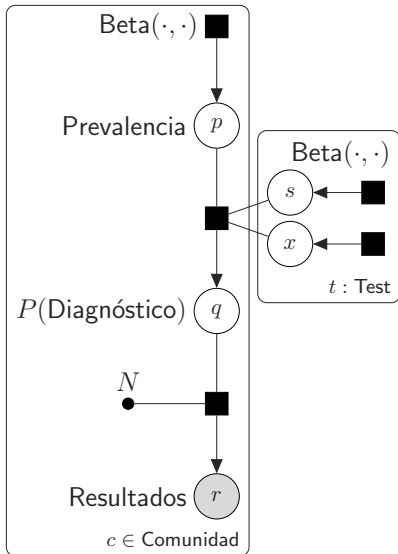 Beta(·, ·)
Prevalencia
p
Beta(·, ·)
s
x
t : Test
P(Diagnóstico)
q
N
Resultados
r
c ∈ Comunidad